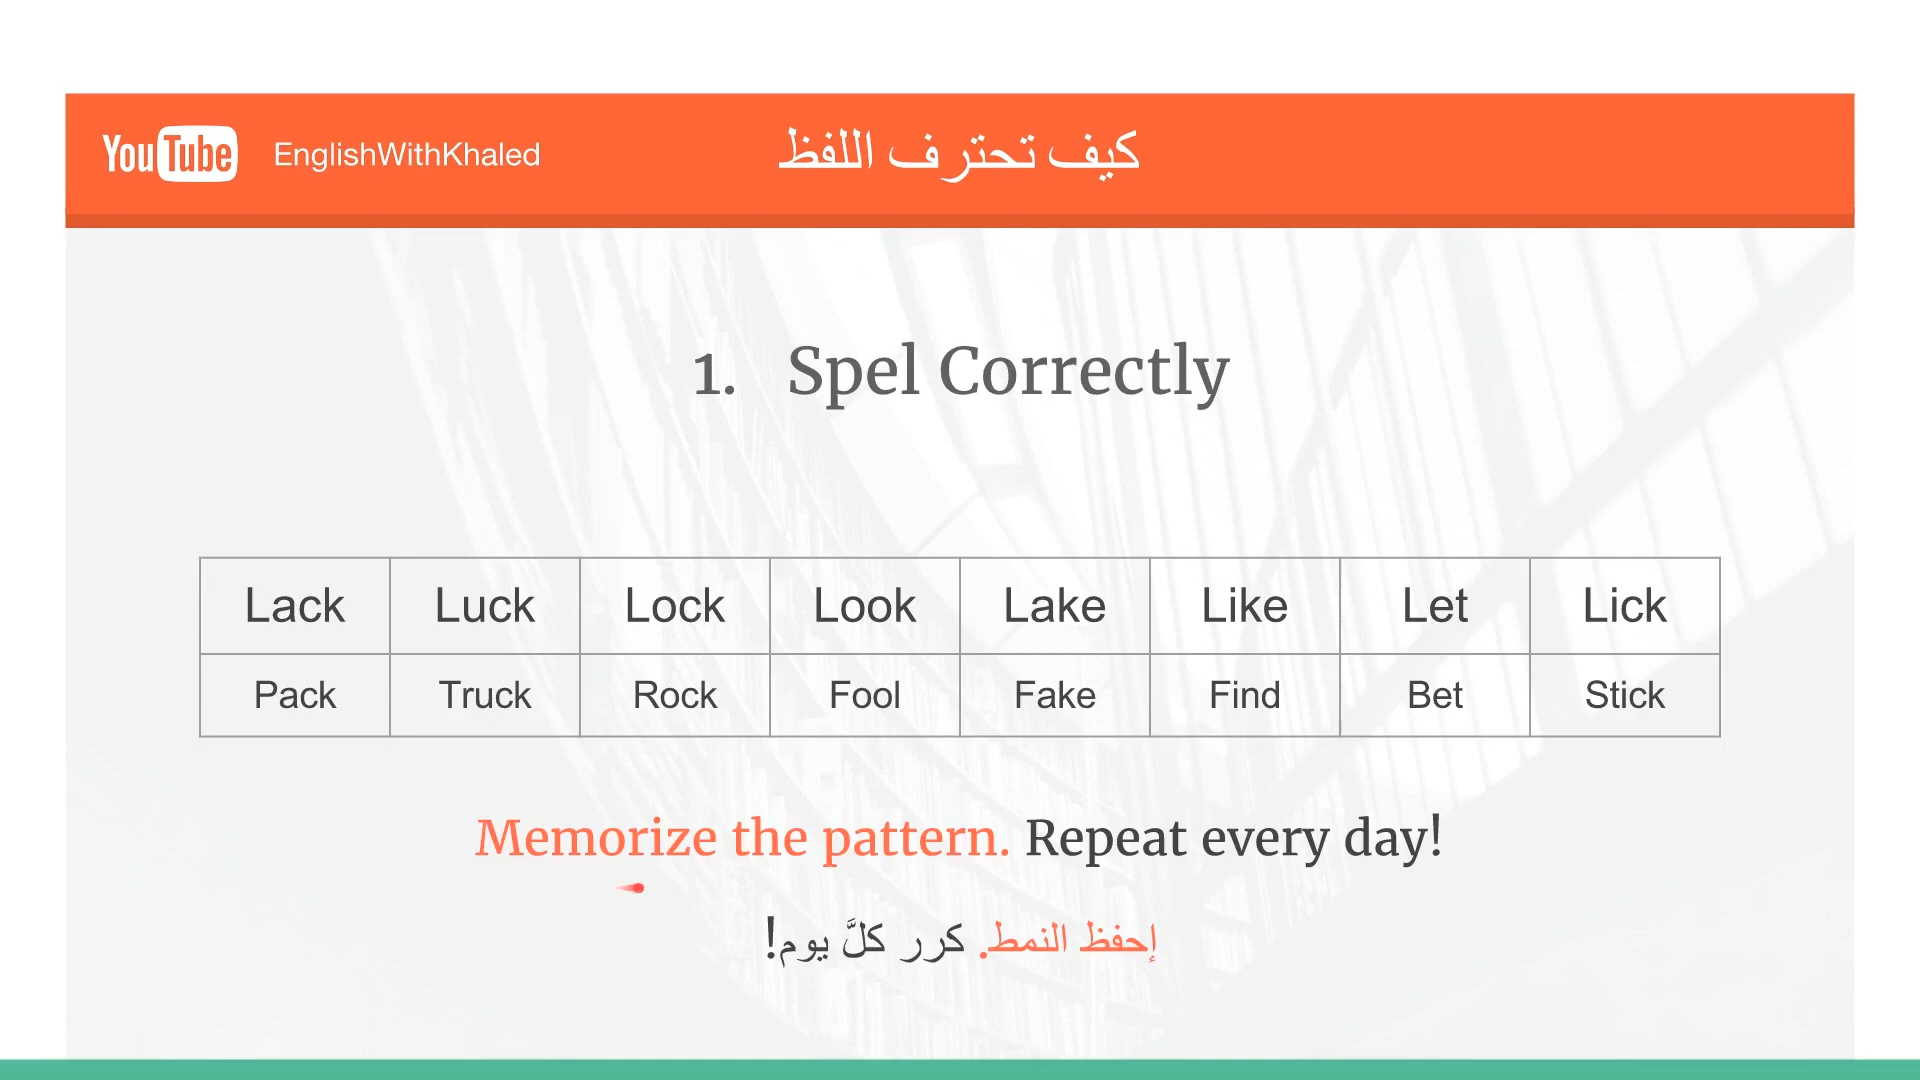 YouTube EnglishWithKhaled كيف تحترف اللفظ
1. Spel Correctly
Lack Luck Lock Look Lake Like Let Lick
Pack Truck Rock Fool Fake Find Bet Stick
Memorize the pattern. Repeat every day!
إحفظ النمط. كرر كلَّ يوم!